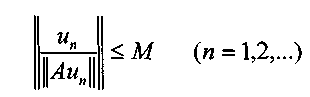 ‖u_n / ‖Au_n‖‖ ≤ M (n = 1,2,...)